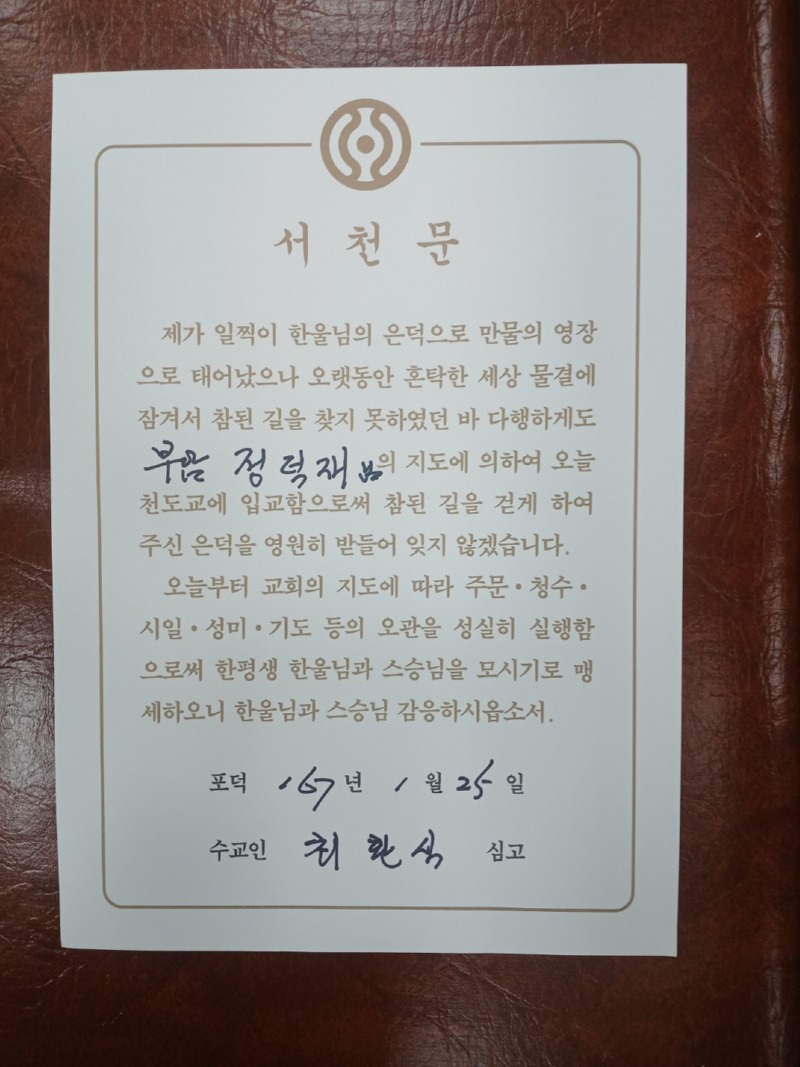 서 천 문
제가 일찍이 한울님의 은덕으로 만물의 영장
으로 태어났으나 오랫동안 혼탁한 세상 물결에
잠겨서 참된 길을 찾지 못하였던 바 다행하게도
정덕재 의 지도에 의하여 오늘
천도교에 입교함으로써 참된 길을 걷게 하여
주신 은덕을 영원히 받들어 잊지 않겠습니다.
오늘부터 교회의 지도에 따라 주문·청수·
시일·성미·기도 등의 오관을 성실히 실행함
으로써 한평생 한울님과 스승님을 모시기로 맹
세하오니 한울님과 스승님 감응하시옵소서.
포덕 167년 1월 25일
수교인 최환식 심고